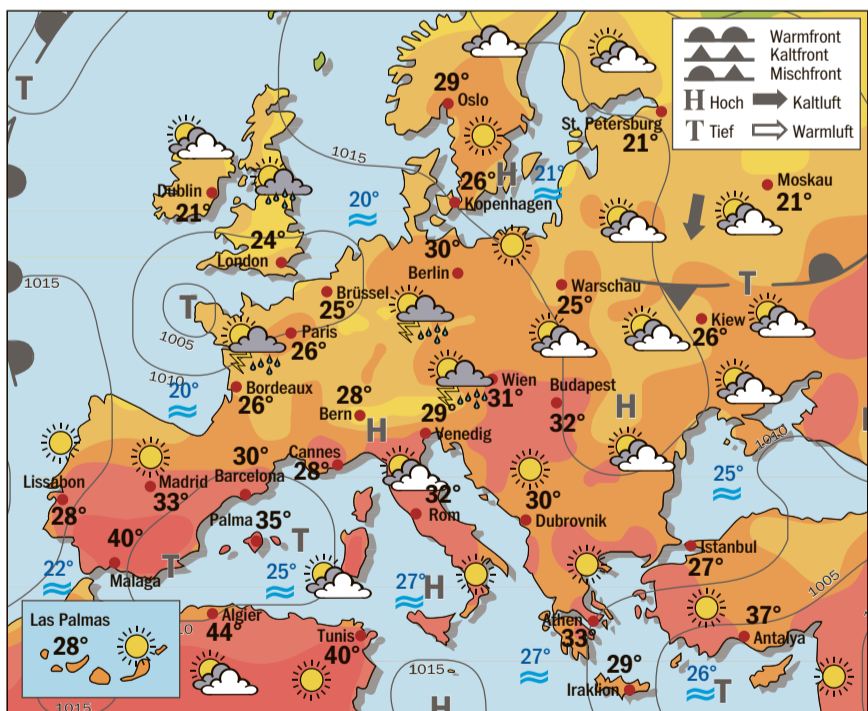 Warmfront
Kaltfront
Mischfront
H Hoch Kaltluft
T Tief Warmluft
T
29°
Oslo
St. Petersburg
21°
1015
Dublin
21°
20°
26°
H
Kopenhagen
21°
Moskau
21°
24°
London
30°
Berlin
1015
T
1005
1010
25°
Brüssel
Paris
26°
Warschau
25°
T
Kiew
26°
20°
Bordeaux
26°
28°
Bern
Wien
31°
Budapest
32°
29°
Venedig
H
H
1010
Cannes
28°
30°
Barcelona
Madrid
33°
Lissabon
28°
Palma
35°
T
32°
Rom
30°
Dubrovnik
25°
40°
Malaga
T
22°
25°
27°
H
Istanbul
27°
1005
Las Palmas
28°
Algier
44°
Tunis
40°
Athen
33°
37°
Antalya
29°
Iraklion
27°
26°
T
1015
H
1015